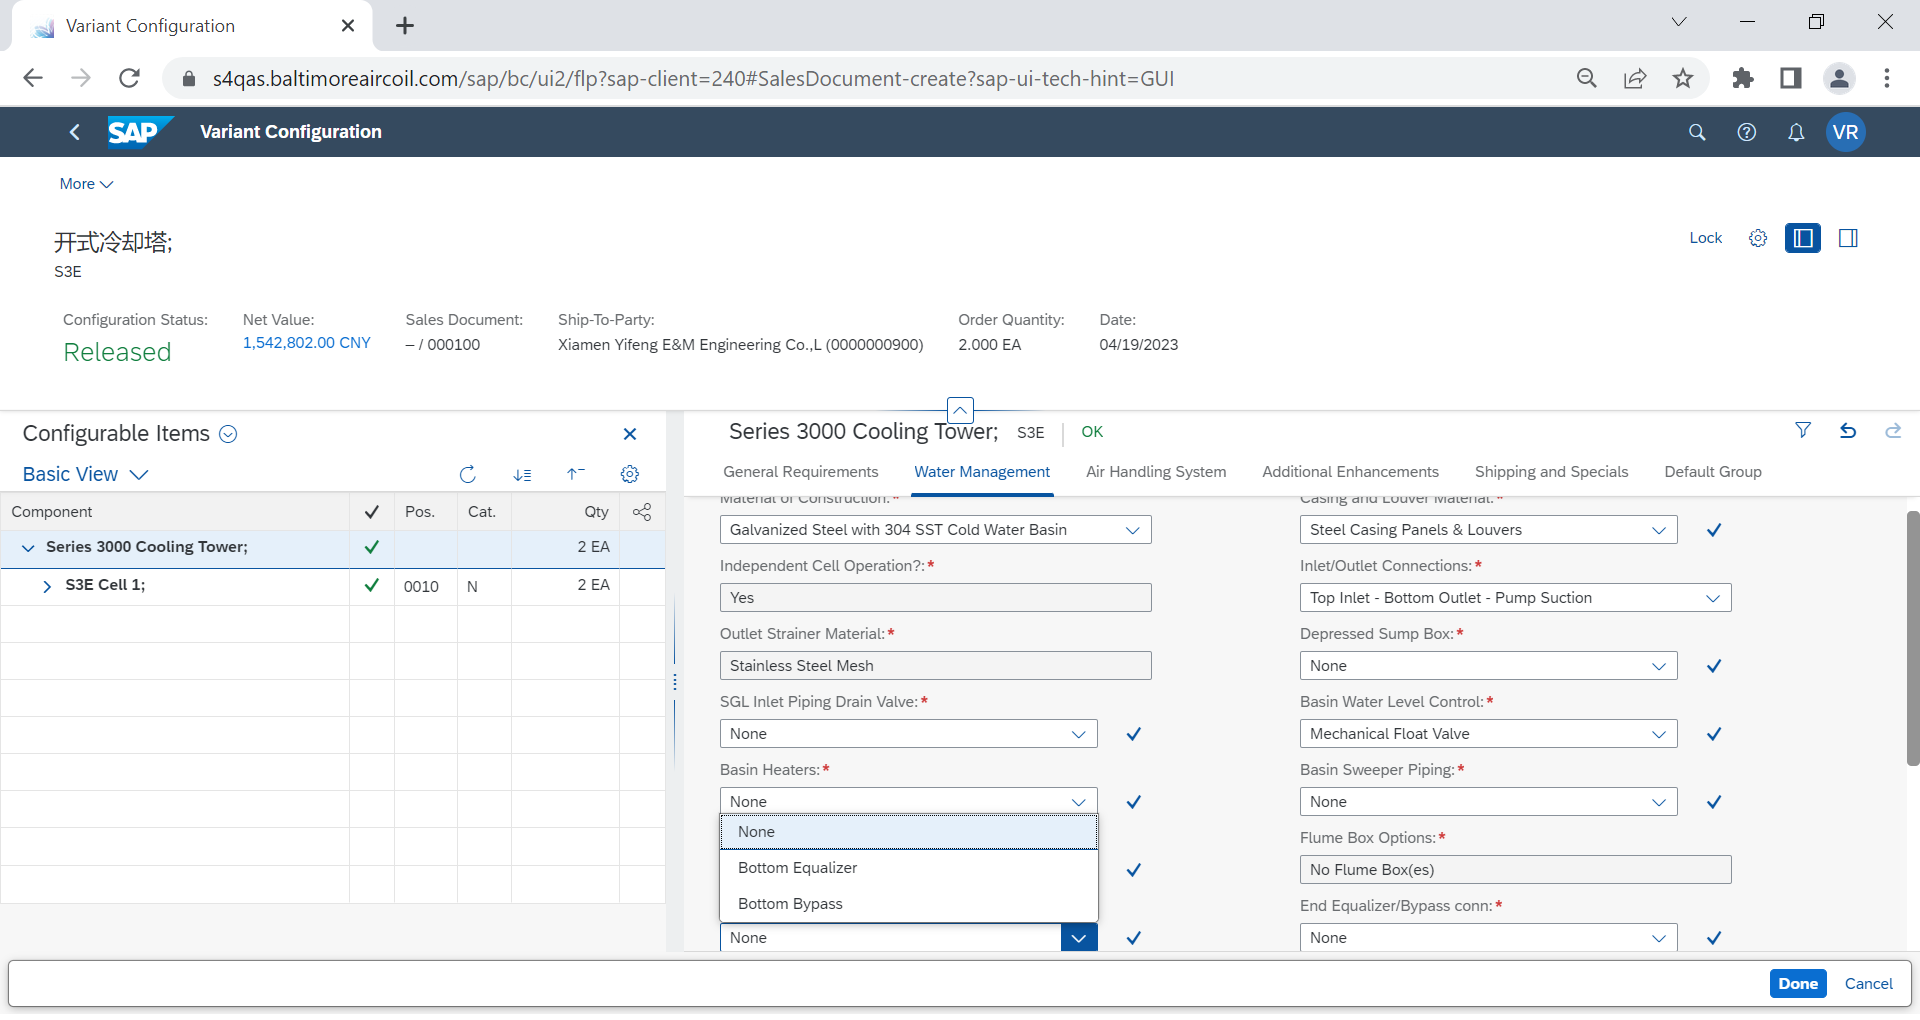 Variant Configuration
s4qas.baltimoreaircoil.com/sap/bc/ui2/flp?sap-client=240#SalesDocument-create?sap-ui-tech-hint=GUI
SAP Variant Configuration VR
More
开式冷却塔;
S3E
Lock
Configuration Status: Net Value: Sales Document: Ship-To-Party: Order Quantity: Date:
Released 1,542,802.00 CNY – / 000100 Xiamen Yifeng E&M Engineering Co.,L (0000000900) 2.000 EA 04/19/2023
Configurable Items
Basic View
Component Pos. Cat. Qty
Series 3000 Cooling Tower; 2 EA
S3E Cell 1; 0010 N 2 EA
Series 3000 Cooling Tower; S3E OK
General Requirements Water Management Air Handling System Additional Enhancements Shipping and Specials Default Group
Material of Construction:* Casing and Louver Material:*
Galvanized Steel with 304 SST Cold Water Basin Steel Casing Panels & Louvers
Independent Cell Operation?:* Inlet/Outlet Connections:*
Yes Top Inlet - Bottom Outlet - Pump Suction
Outlet Strainer Material:* Depressed Sump Box:*
Stainless Steel Mesh None
SGL Inlet Piping Drain Valve:* Basin Water Level Control:*
None Mechanical Float Valve
Basin Heaters:* Basin Sweeper Piping:*
None None
None Flume Box Options:*
Bottom Equalizer No Flume Box(es)
Bottom Bypass End Equalizer/Bypass conn:*
None None
Done Cancel